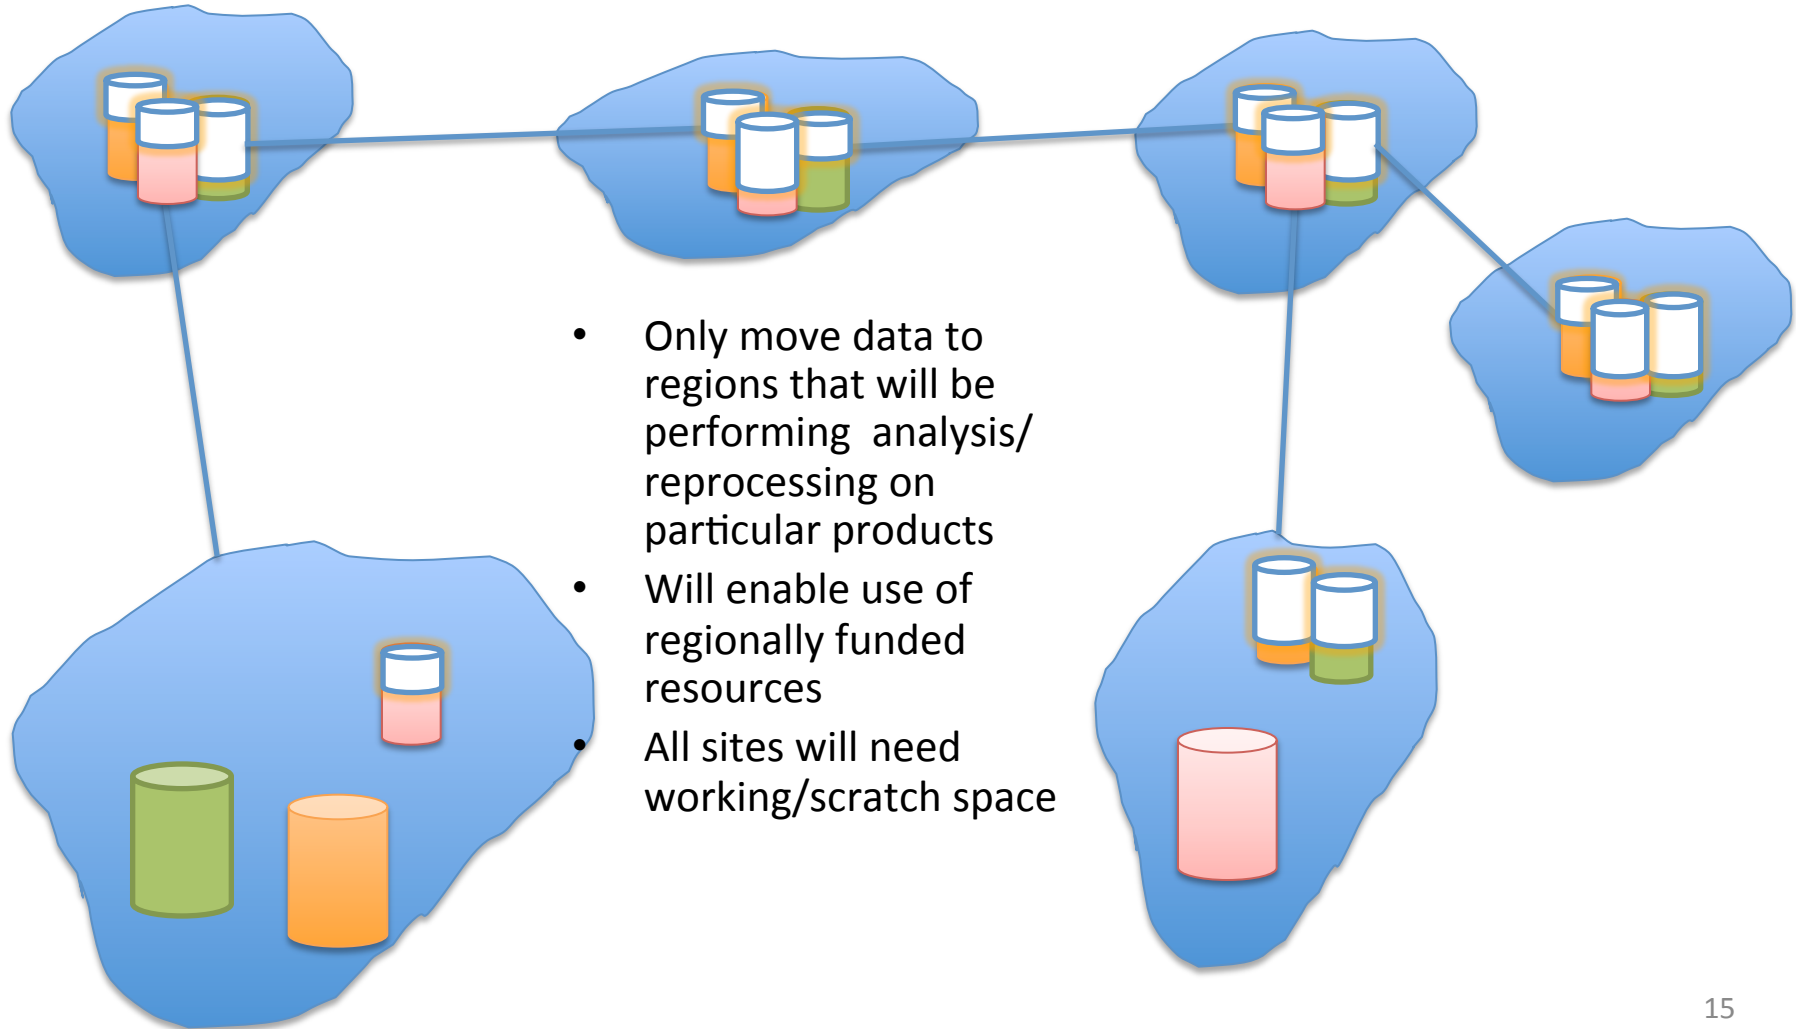 • Only move data to
regions that will be
performing  analysis/
reprocessing on
particular products
• Will enable use of
regionally funded
resources
• All sites will need
working/scratch space
15